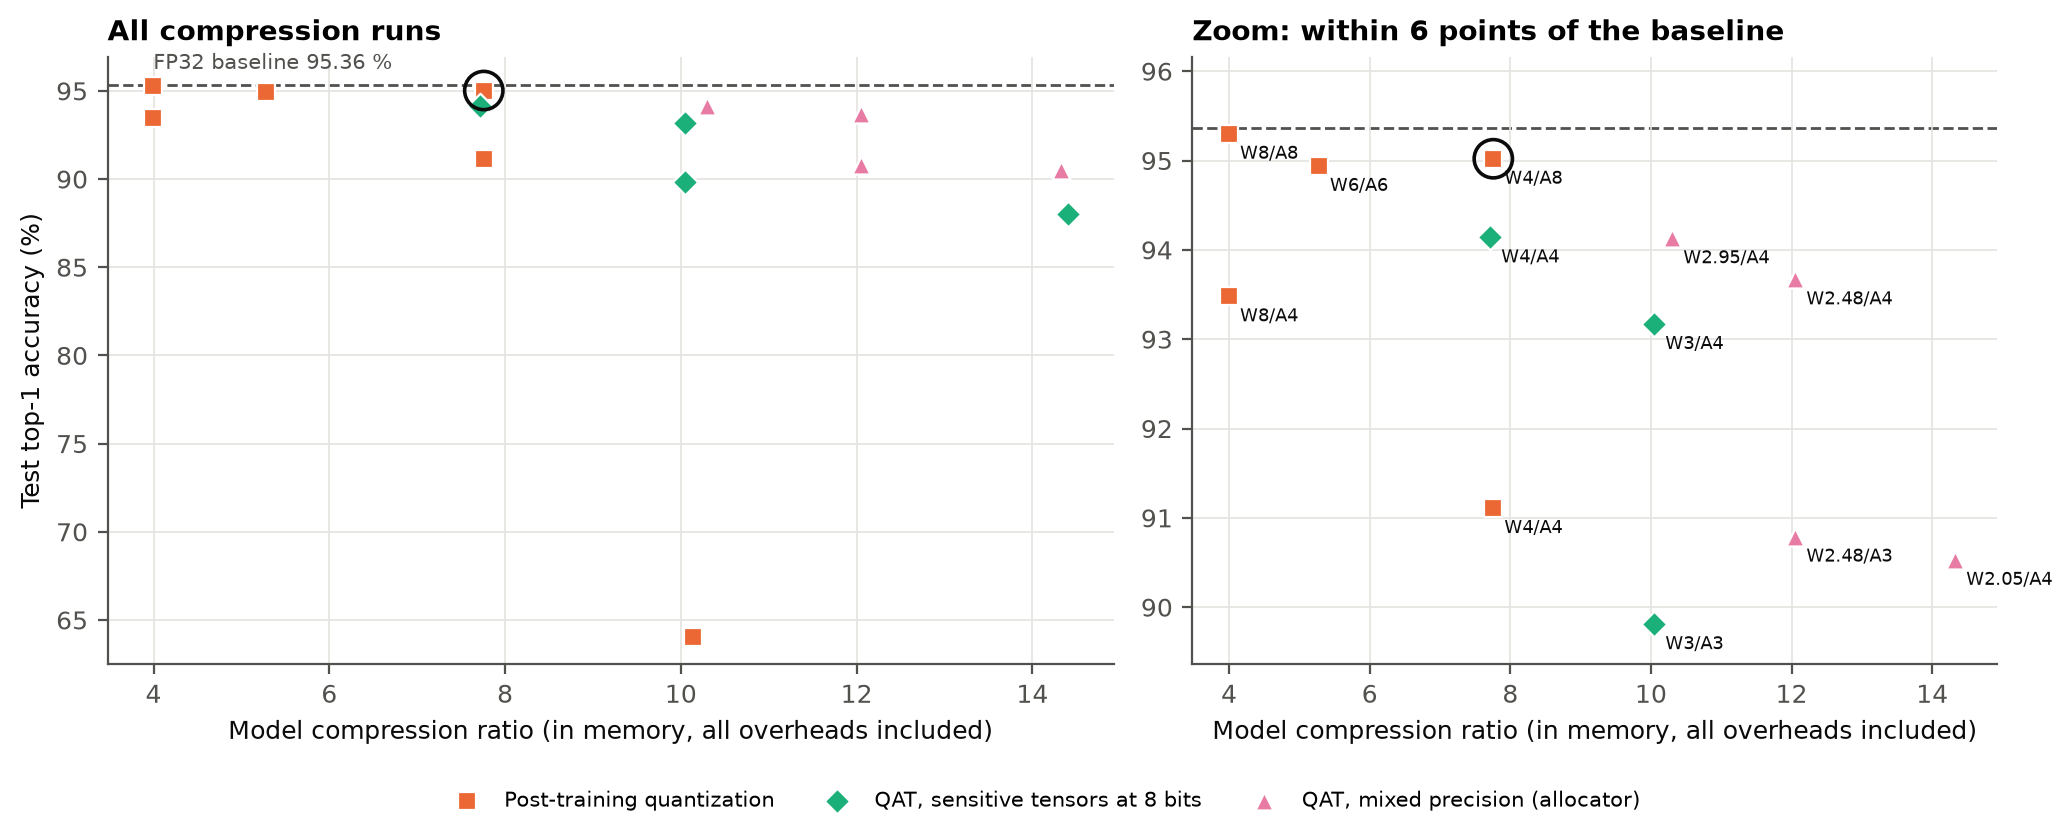 All compression runs
FP32 baseline 95.36 %
95
90
85
80
75
70
65
Test top-1 accuracy (%)
4 6 8 10 12 14
Model compression ratio (in memory, all overheads included)
Zoom: within 6 points of the baseline
96
95
94
93
92
91
90
W8/A8
W6/A6
W4/A8
W4/A4
W2.95/A4
W2.48/A4
W8/A4
W3/A4
W4/A4
W2.48/A3
W2.05/A4
W3/A3
4 6 8 10 12 14
Model compression ratio (in memory, all overheads included)
Post-training quantization
QAT, sensitive tensors at 8 bits
QAT, mixed precision (allocator)